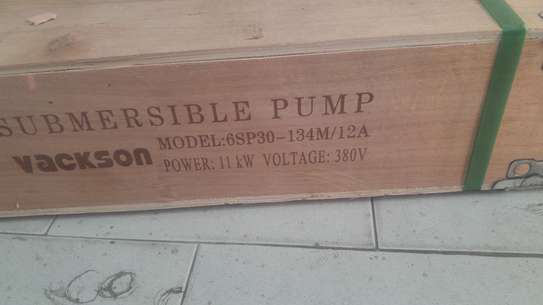 SUBMERSIBLE PUMP
vackson MODEL:6SP30-134M/12A
POWER: 11 kW VOLTAGE: 380V